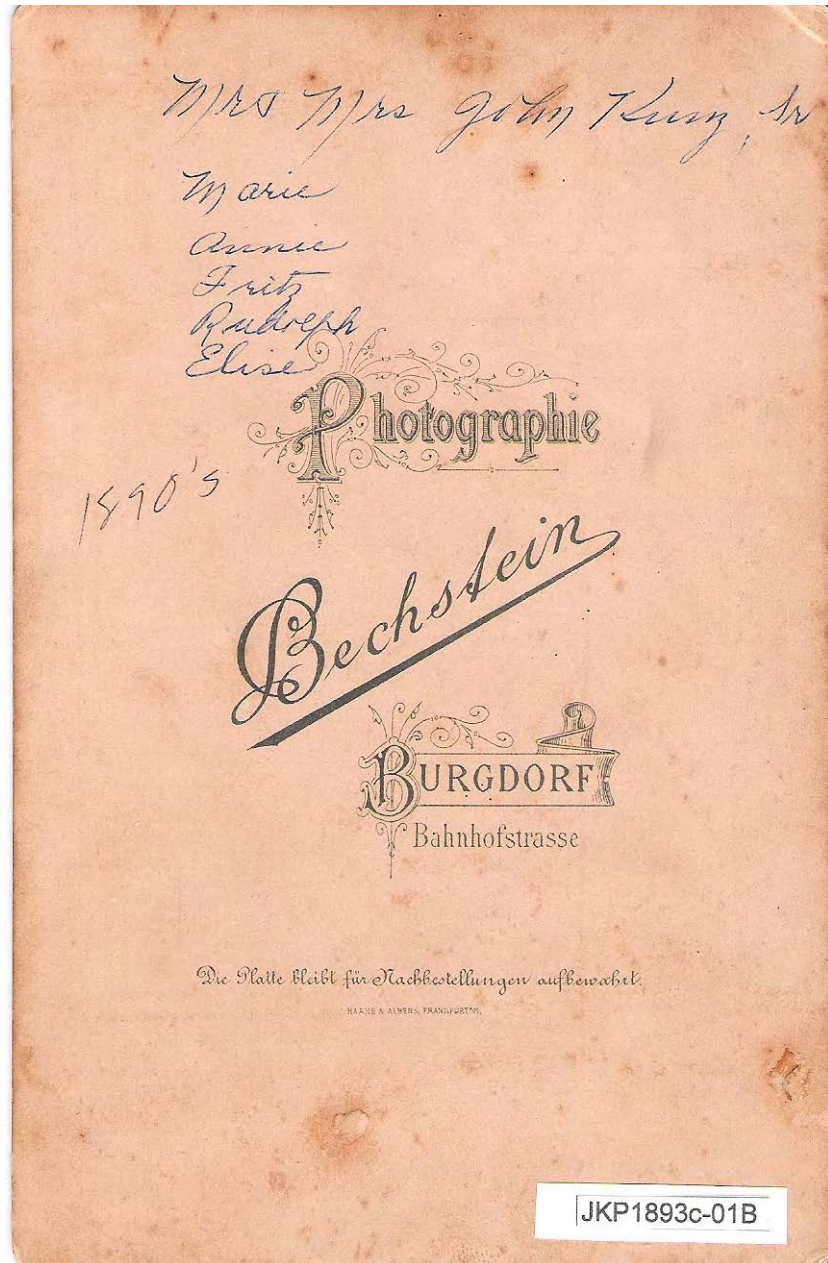 Mrs Mrs John Kunz, Sr
Marie
Annie
Fritz
Rudolph
Elise
Photographie
1890's
Bechstein
BURGDORF
Bahnhofstrasse
Die Platte bleibt für Nachbestellungen aufbewahrt.
HAAKE & ALBERS, FRANKFURT a/M.
JKP1893c-01B